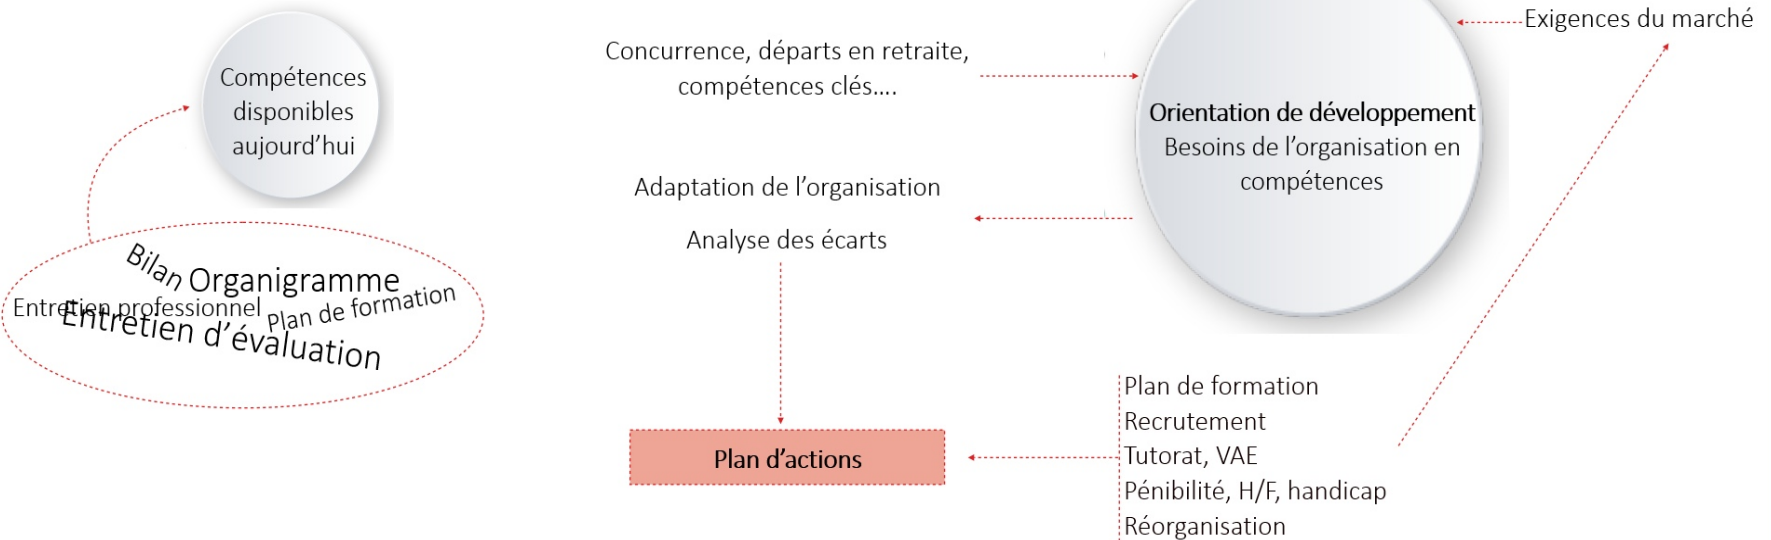 Compétences
disponibles
aujourd’hui
Bilan
Organigramme
Entretien professionnel
Plan de formation
Entretien d’évaluation
Concurrence, départs en retraite,
compétences clés....
Adaptation de l’organisation
Analyse des écarts
Plan d’actions
Orientation de développement
Besoins de l’organisation en
compétences
Exigences du marché
Plan de formation
Recrutement
Tutorat, VAE
Pénibilité, H/F, handicap
Réorganisation